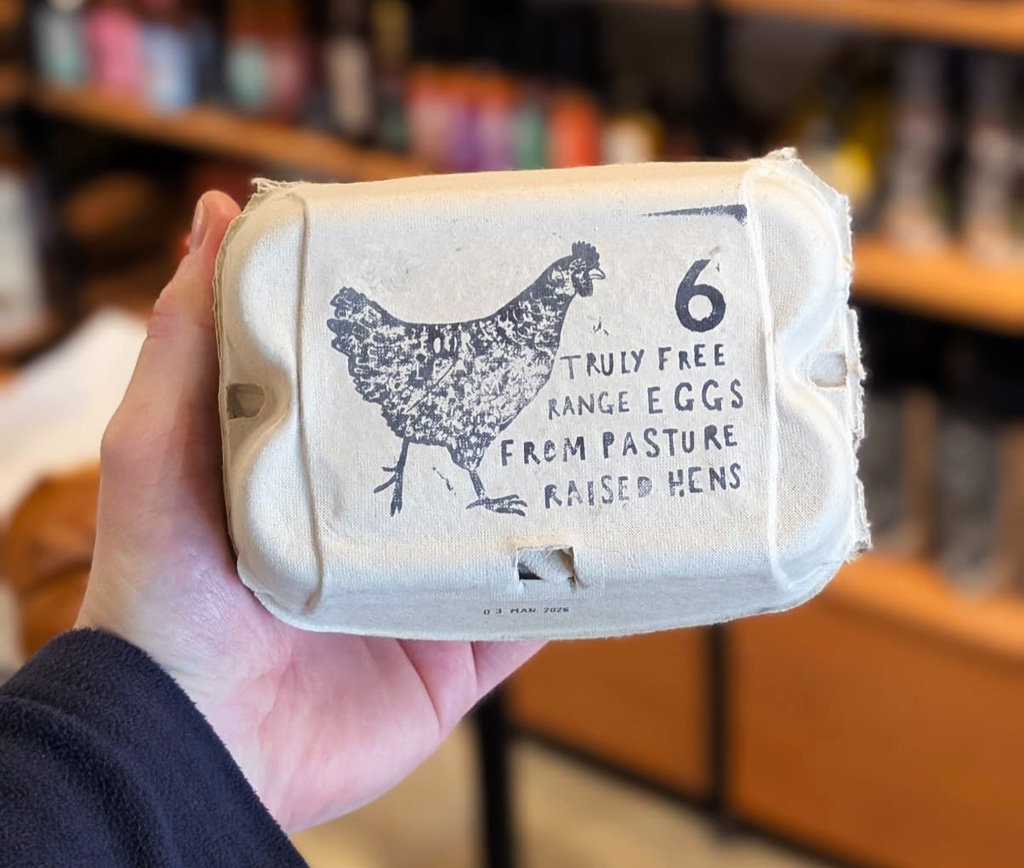 6
TRULY FREE
RANGE EGGS
FROM PASTURE
RAISED HENS
03 MAR 2026